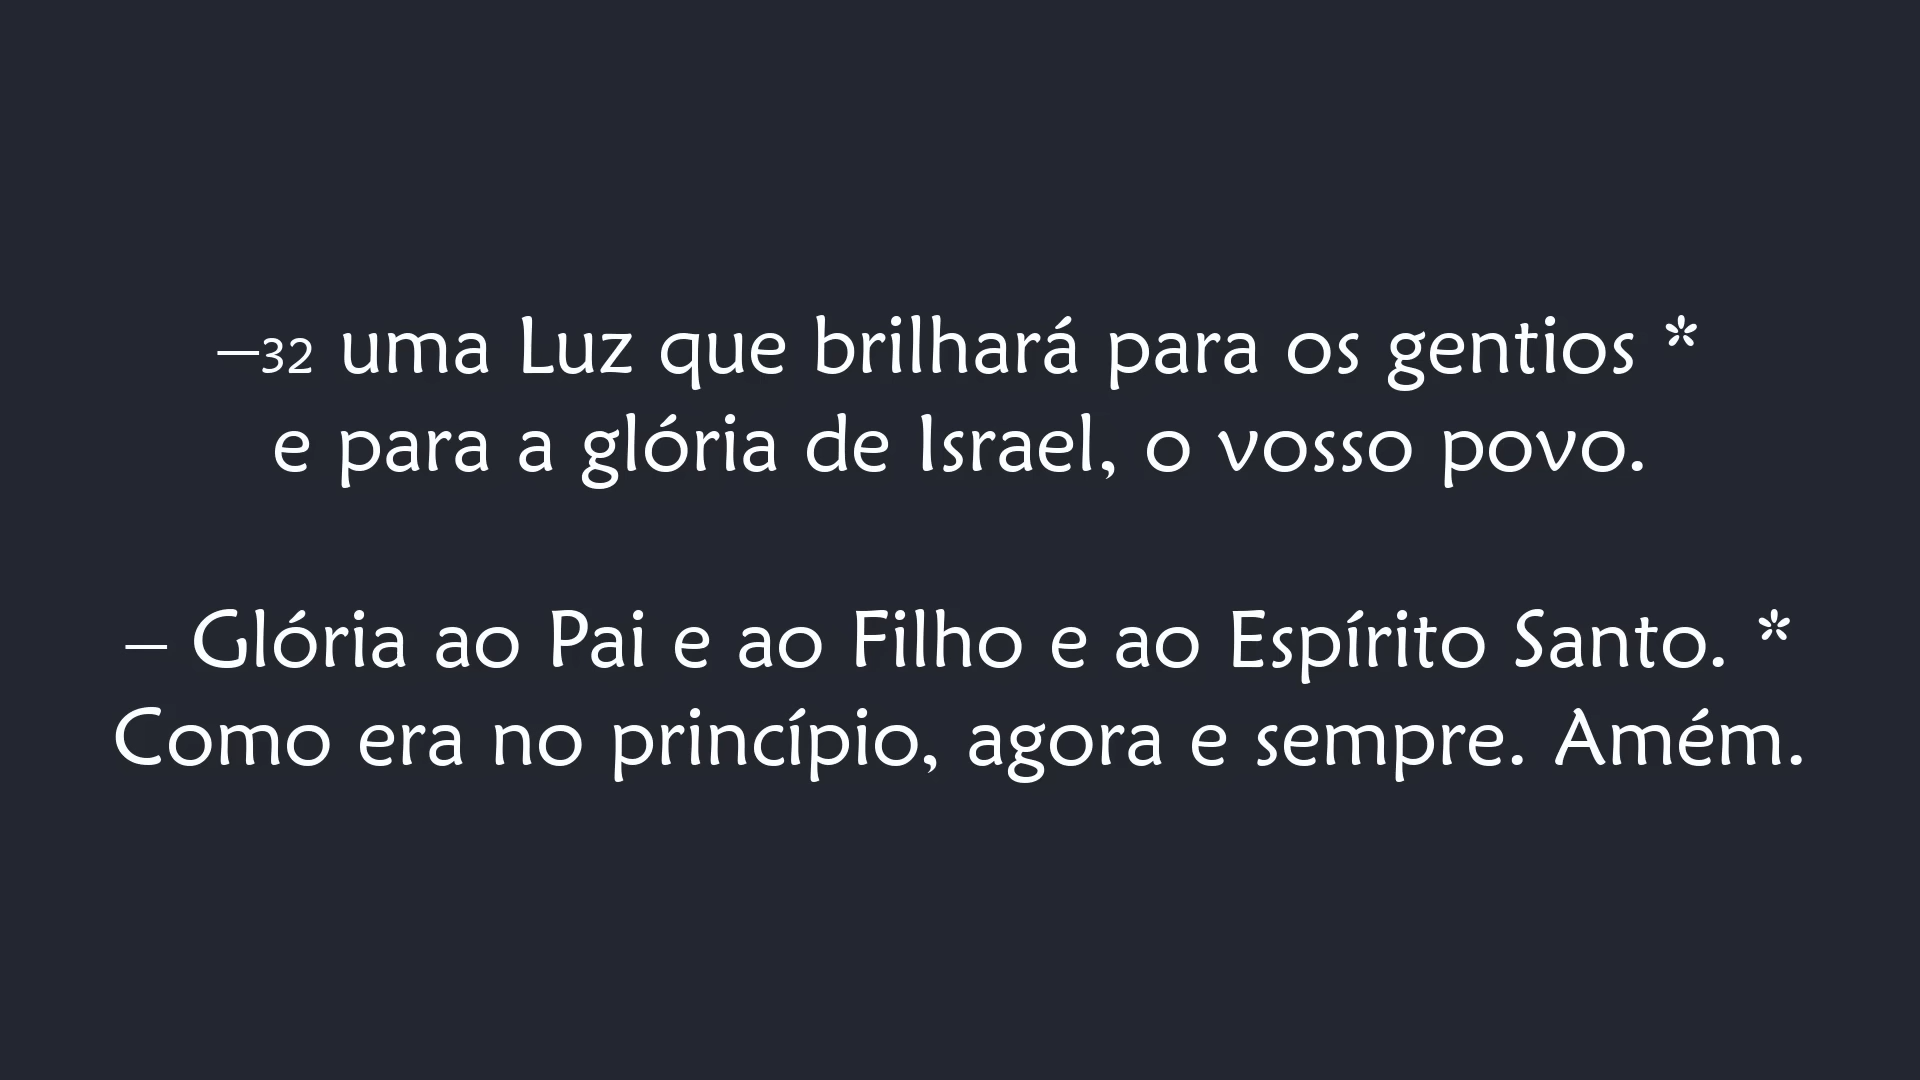 –32 uma Luz que brilhará para os gentios *
e para a glória de Israel, o vosso povo.
– Glória ao Pai e ao Filho e ao Espírito Santo. *
Como era no princípio, agora e sempre. Amém.